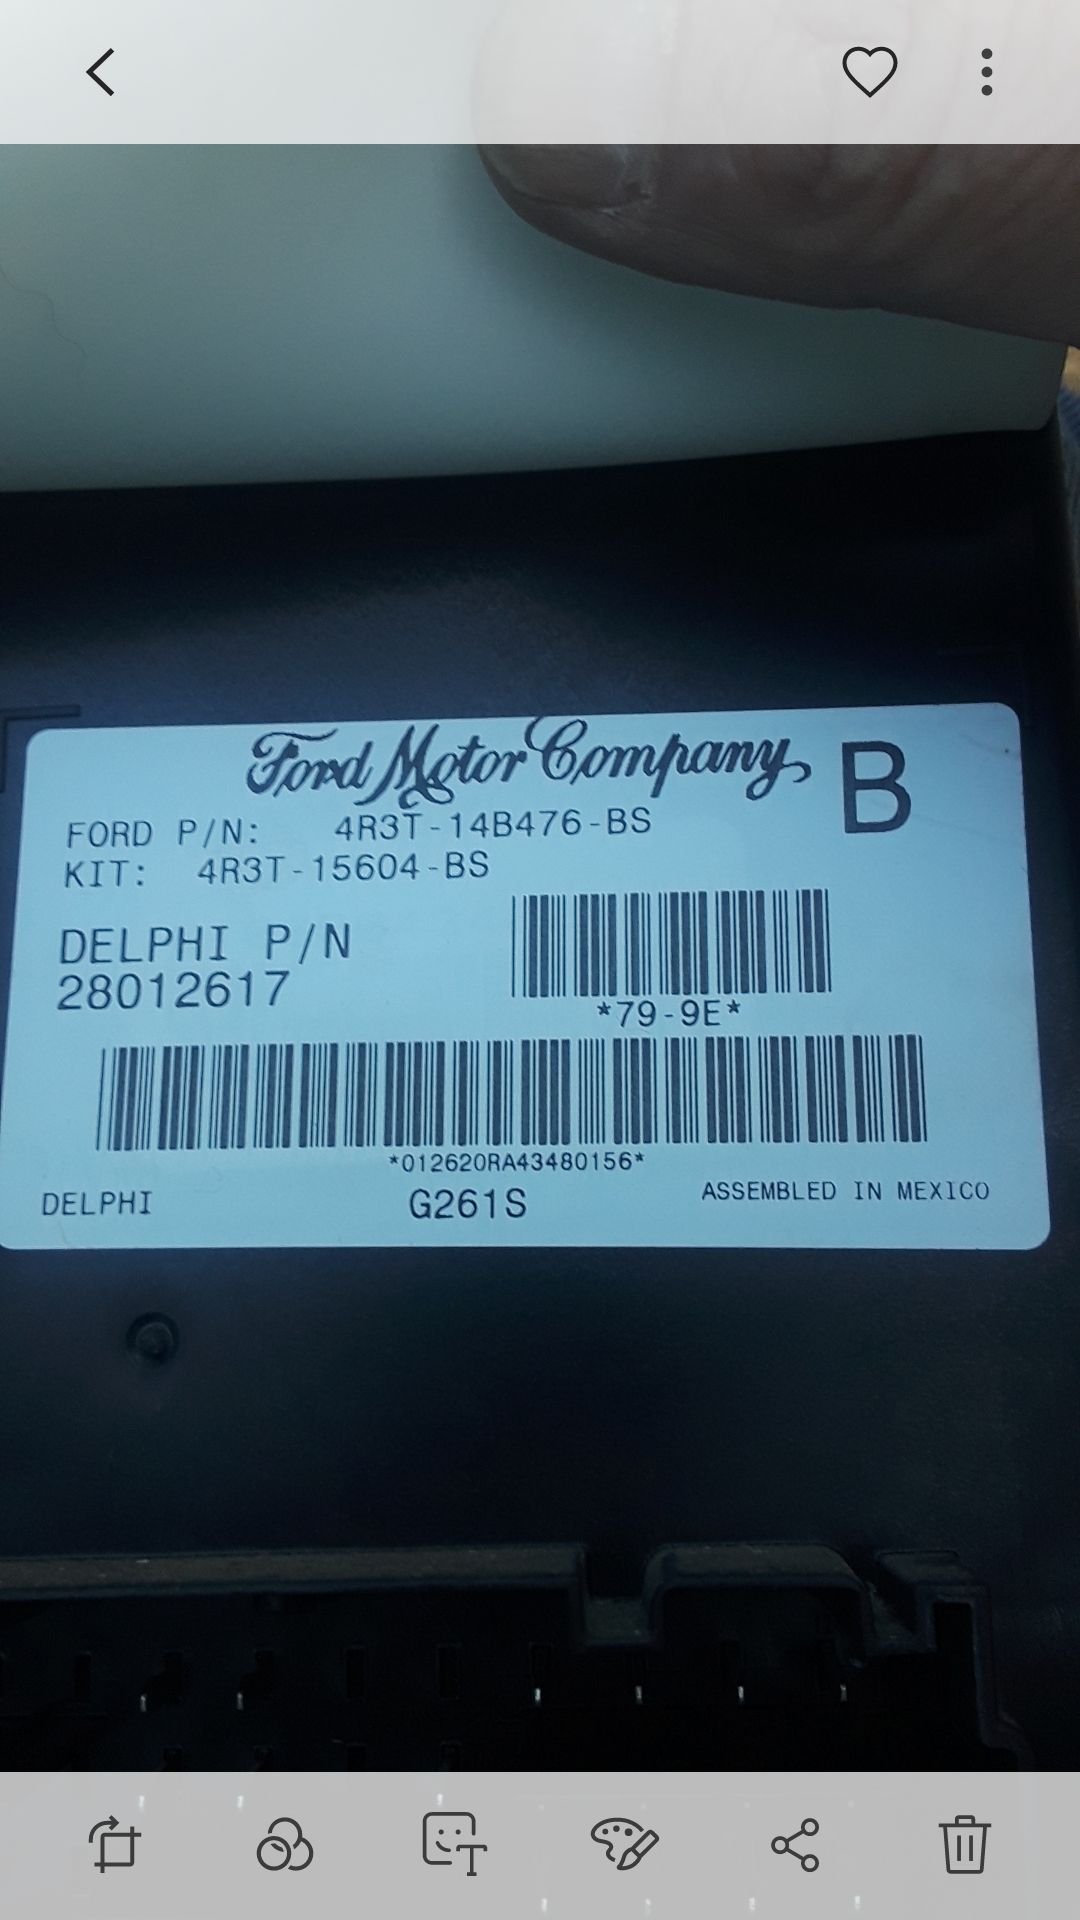 Ford Motor Company
B
FORD P/N: 4R3T-14B476-BS
KIT: 4R3T-15604-BS
DELPHI P/N
28012617
*79-9E*
*012620RA43480156*
DELPHI G261S ASSEMBLED IN MEXICO
T